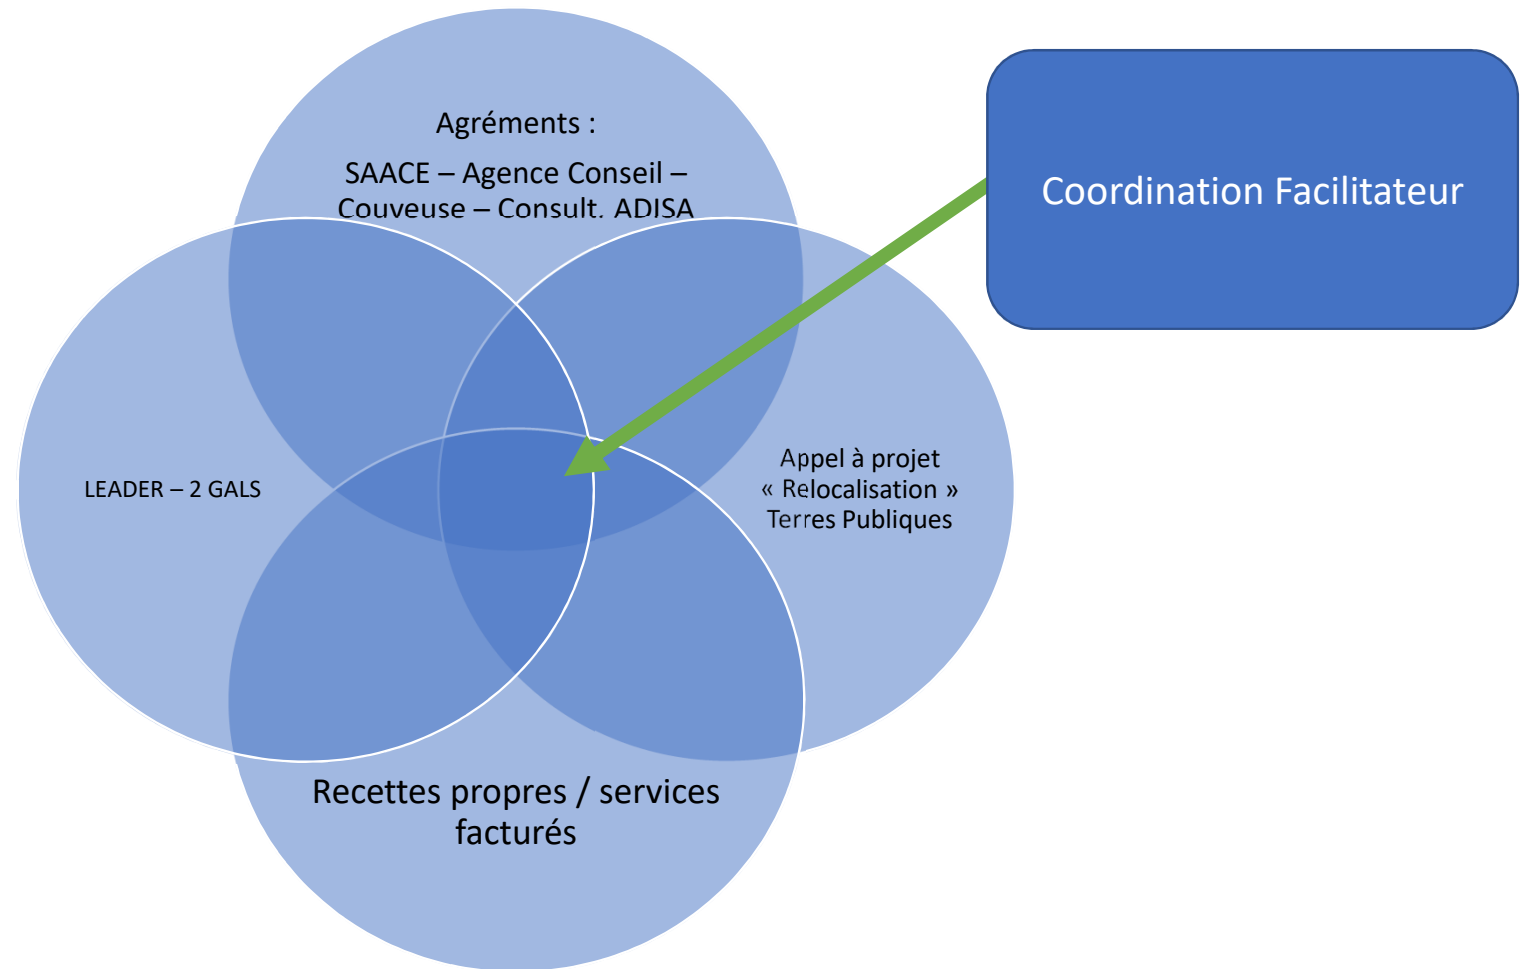 Agréments :
SAACE – Agence Conseil –
Couveuse – Consult. ADISA
Coordination Facilitateur
LEADER – 2 GALS
Appel à projet
« Relocalisation »
Terres Publiques
Recettes propres / services
facturés